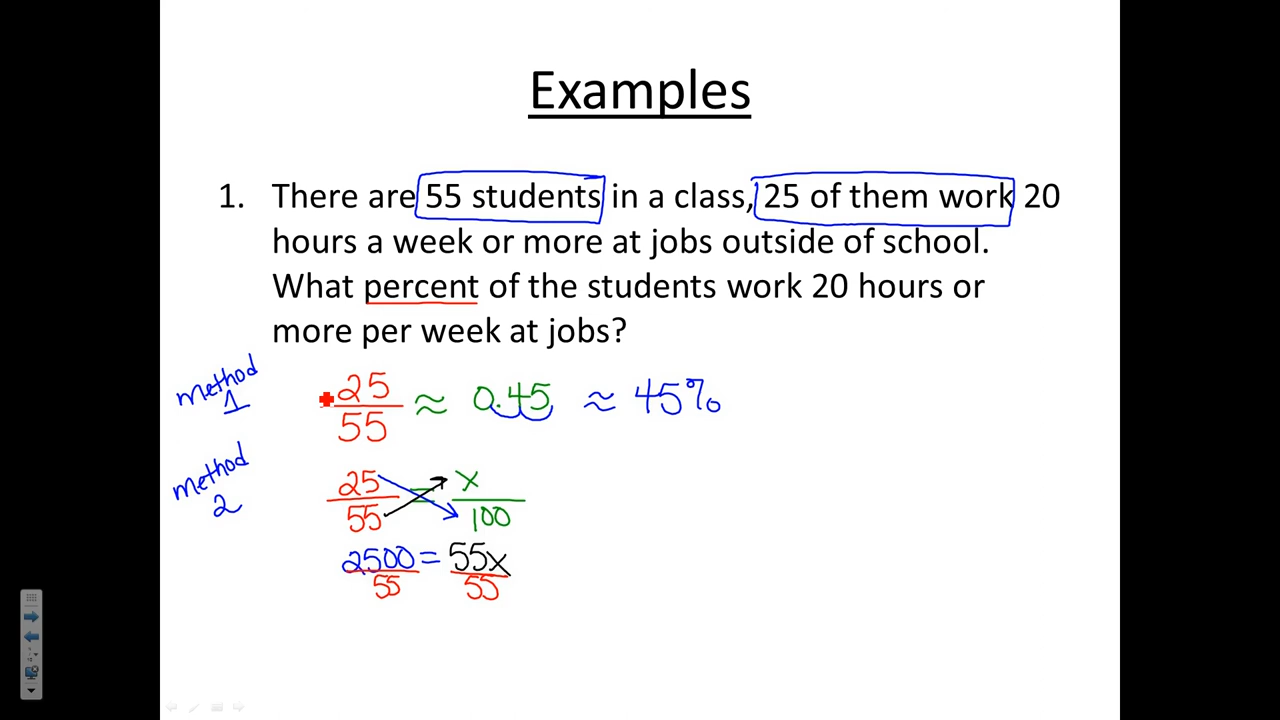 Examples
1. There are 55 students in a class, 25 of them work 20
hours a week or more at jobs outside of school.
What percent of the students work 20 hours or
more per week at jobs?
method 1
25/55 ≈ 0.45 ≈ 45%
method 2
25/55 = x/100
2500/55 = 55x/55